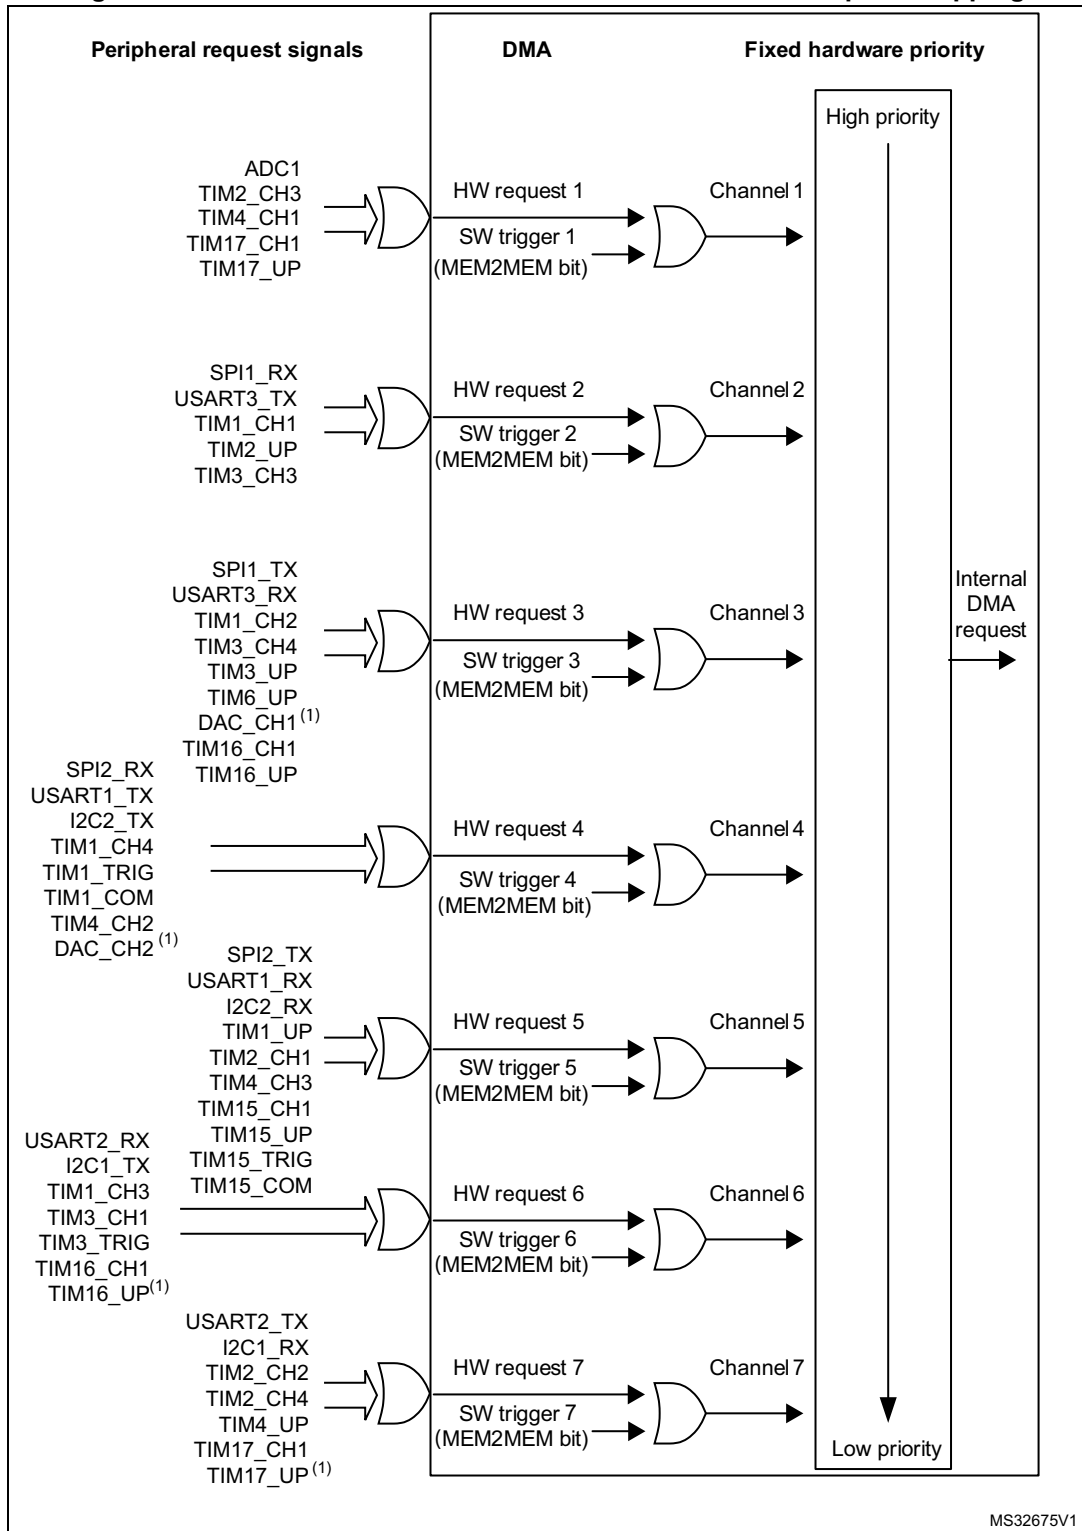 Peripheral request signals
DMA
Fixed hardware priority
High priority
ADC1
TIM2_CH3
TIM4_CH1
TIM17_CH1
TIM17_UP
HW request 1
SW trigger 1
(MEM2MEM bit)
Channel 1
SPI1_RX
USART3_TX
TIM1_CH1
TIM2_UP
TIM3_CH3
HW request 2
SW trigger 2
(MEM2MEM bit)
Channel 2
SPI1_TX
USART3_RX
TIM1_CH2
TIM3_CH4
TIM3_UP
TIM6_UP
DAC_CH1 (1)
TIM16_CH1
TIM16_UP
HW request 3
SW trigger 3
(MEM2MEM bit)
Channel 3
Internal
DMA
request
SPI2_RX
USART1_TX
I2C2_TX
TIM1_CH4
TIM1_TRIG
TIM1_COM
TIM4_CH2
DAC_CH2 (1)
HW request 4
SW trigger 4
(MEM2MEM bit)
Channel 4
SPI2_TX
USART1_RX
I2C2_RX
TIM1_UP
TIM2_CH1
TIM4_CH3
TIM15_CH1
TIM15_UP
TIM15_TRIG
TIM15_COM
HW request 5
SW trigger 5
(MEM2MEM bit)
Channel 5
USART2_RX
I2C1_TX
TIM1_CH3
TIM3_CH1
TIM3_TRIG
TIM16_CH1
TIM16_UP(1)
HW request 6
SW trigger 6
(MEM2MEM bit)
Channel 6
USART2_TX
I2C1_RX
TIM2_CH2
TIM2_CH4
TIM4_UP
TIM17_CH1
TIM17_UP (1)
HW request 7
SW trigger 7
(MEM2MEM bit)
Channel 7
Low priority
MS32675V1